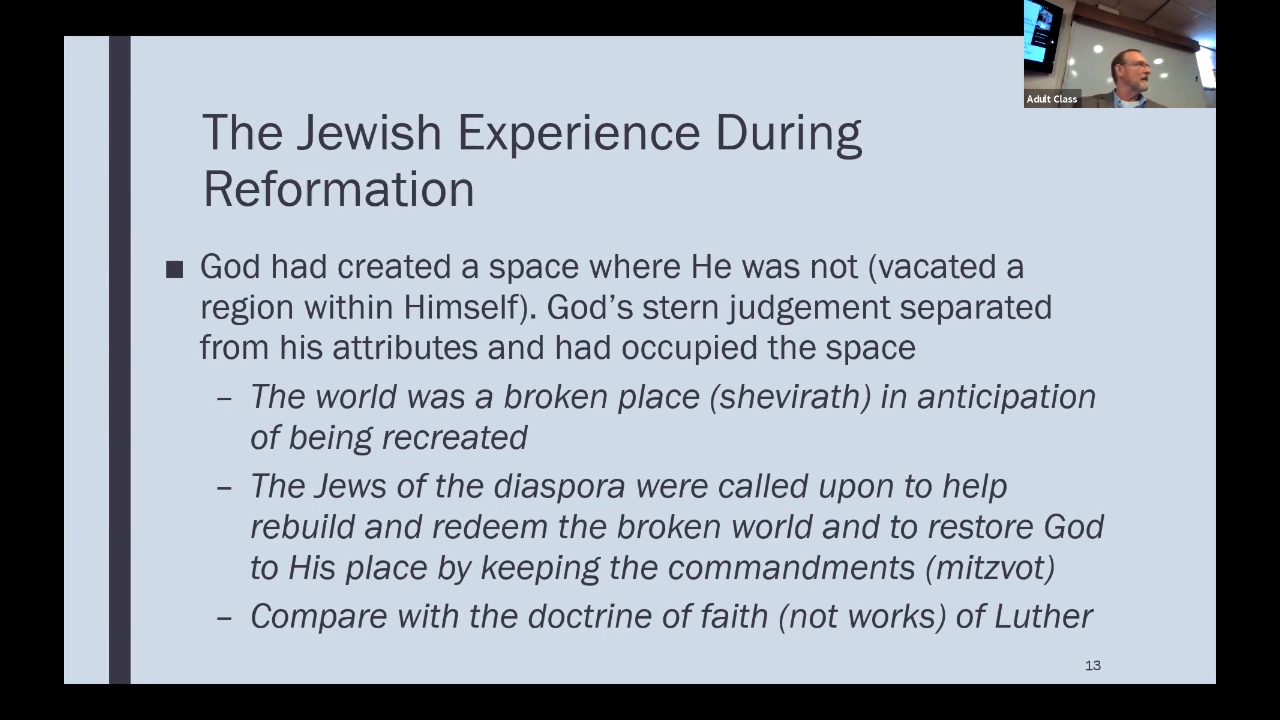 Adult Class
The Jewish Experience During
Reformation
■ God had created a space where He was not (vacated a
region within Himself). God's stern judgement separated
from his attributes and had occupied the space
– The world was a broken place (shevirath) in anticipation
of being recreated
– The Jews of the diaspora were called upon to help
rebuild and redeem the broken world and to restore God
to His place by keeping the commandments (mitzvot)
– Compare with the doctrine of faith (not works) of Luther
13